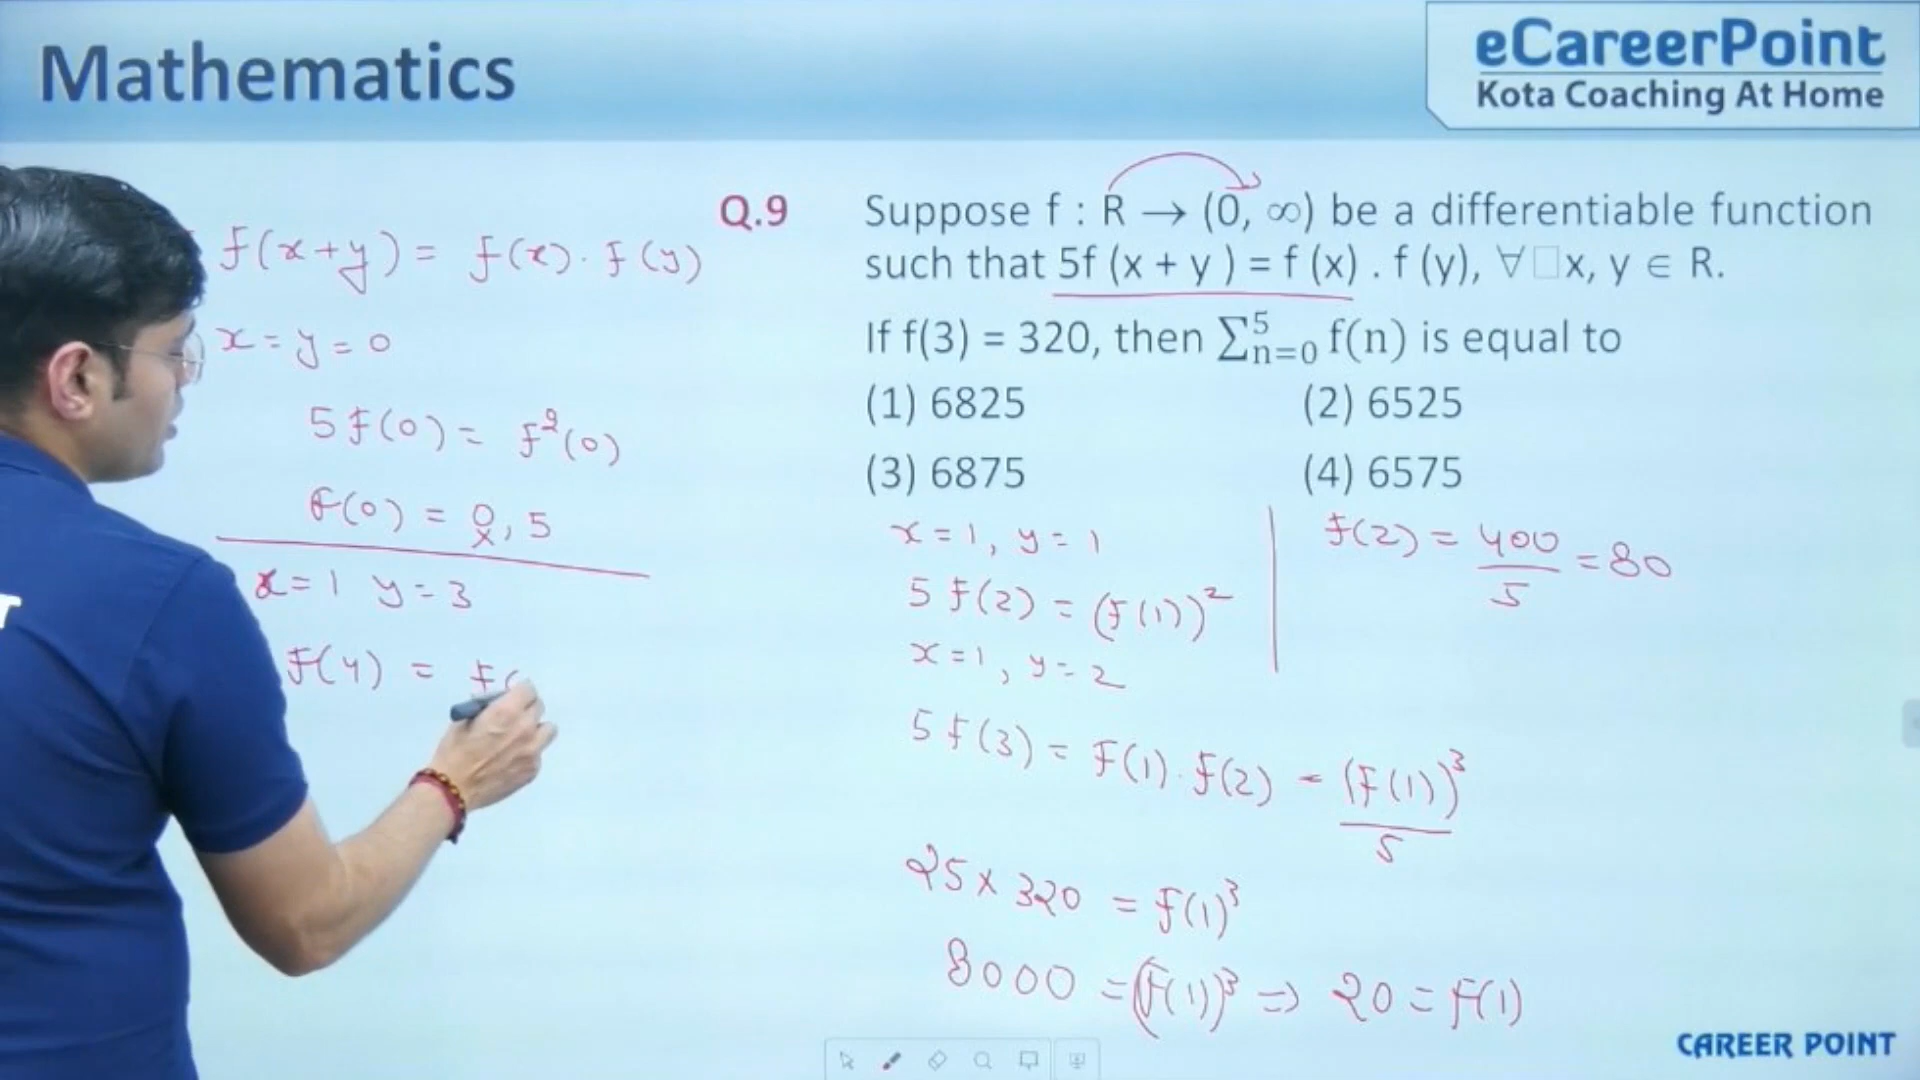 Mathematics
eCareerPoint
Kota Coaching At Home
f(x+y) = f(x). f(y)
x = y = 0
5f(0) = f²(0)
f(0) = 0, 5
x = 1 y = 3
f(4) = f(
Q.9 Suppose f : R → (0, ∞) be a differentiable function
such that 5f (x + y ) = f (x) . f (y), ∀□x, y ∈ R.
If f(3) = 320, then ∑⁵ₙ₌₀ f(n) is equal to
(1) 6825 (2) 6525
(3) 6875 (4) 6575
x = 1, y = 1
5 f(2) = (f(1))²
x = 1, y = 2
5 f(3) = f(1). f(2) = (f(1))³/5
25 × 320 = f(1)³
8000 = (f(1))³ ⇒ 20 = f(1)
f(2) = 400/5 = 80
CAREER POINT